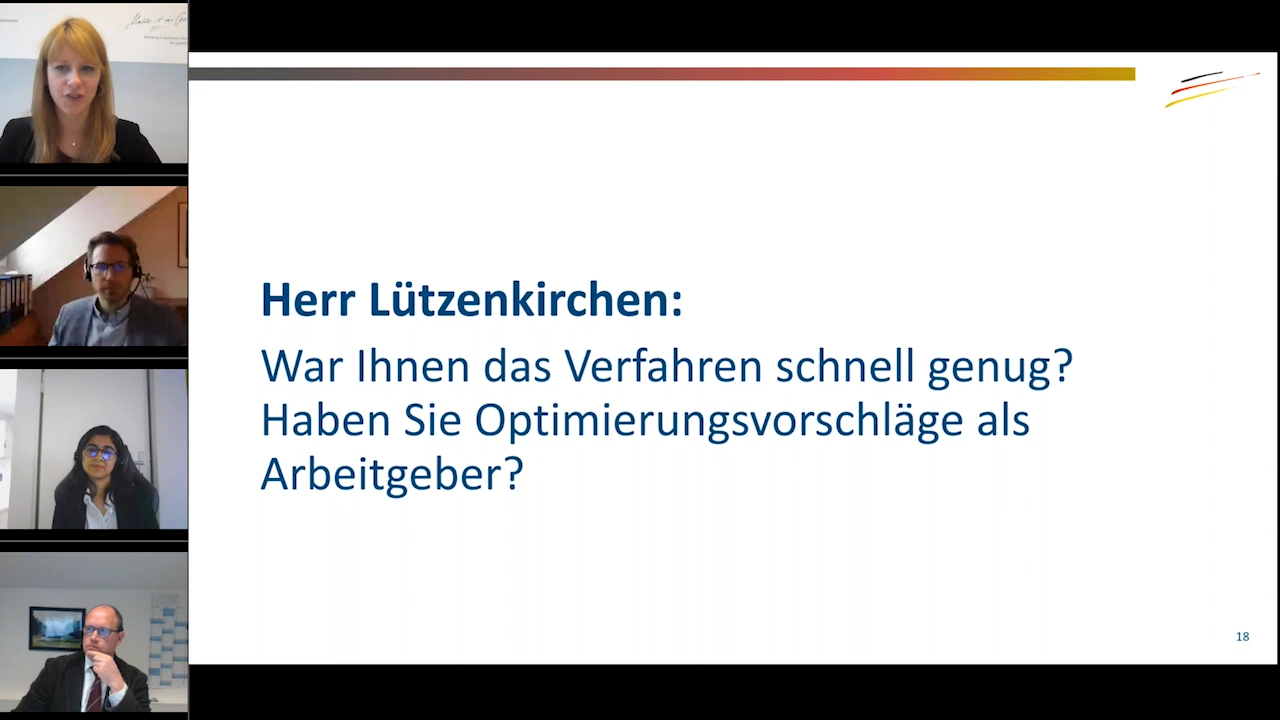 Herr Lützenkirchen:
War Ihnen das Verfahren schnell genug?
Haben Sie Optimierungsvorschläge als
Arbeitgeber?
18